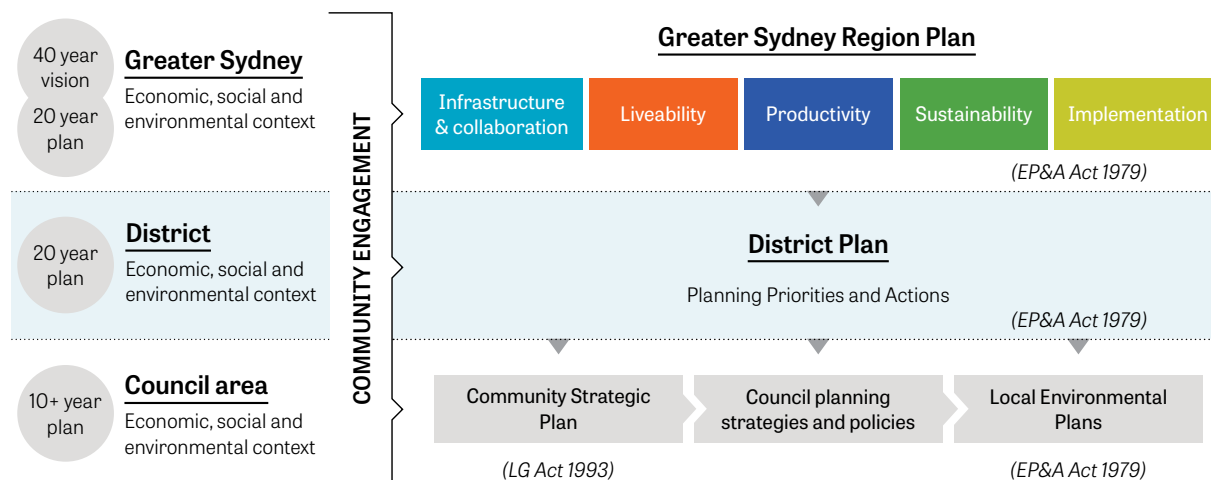 40 year
vision
20 year
plan
Greater Sydney
Economic, social and
environmental context
COMMUNITY ENGAGEMENT
Greater Sydney Region Plan
Infrastructure
& collaboration
Liveability
Productivity
Sustainability
Implementation
(EP&A Act 1979)
20 year
plan
District
Economic, social and
environmental context
District Plan
Planning Priorities and Actions
(EP&A Act 1979)
10+ year
plan
Council area
Economic, social and
environmental context
Community Strategic
Plan
Council planning
strategies and policies
Local Environmental
Plans
(LG Act 1993)
(EP&A Act 1979)